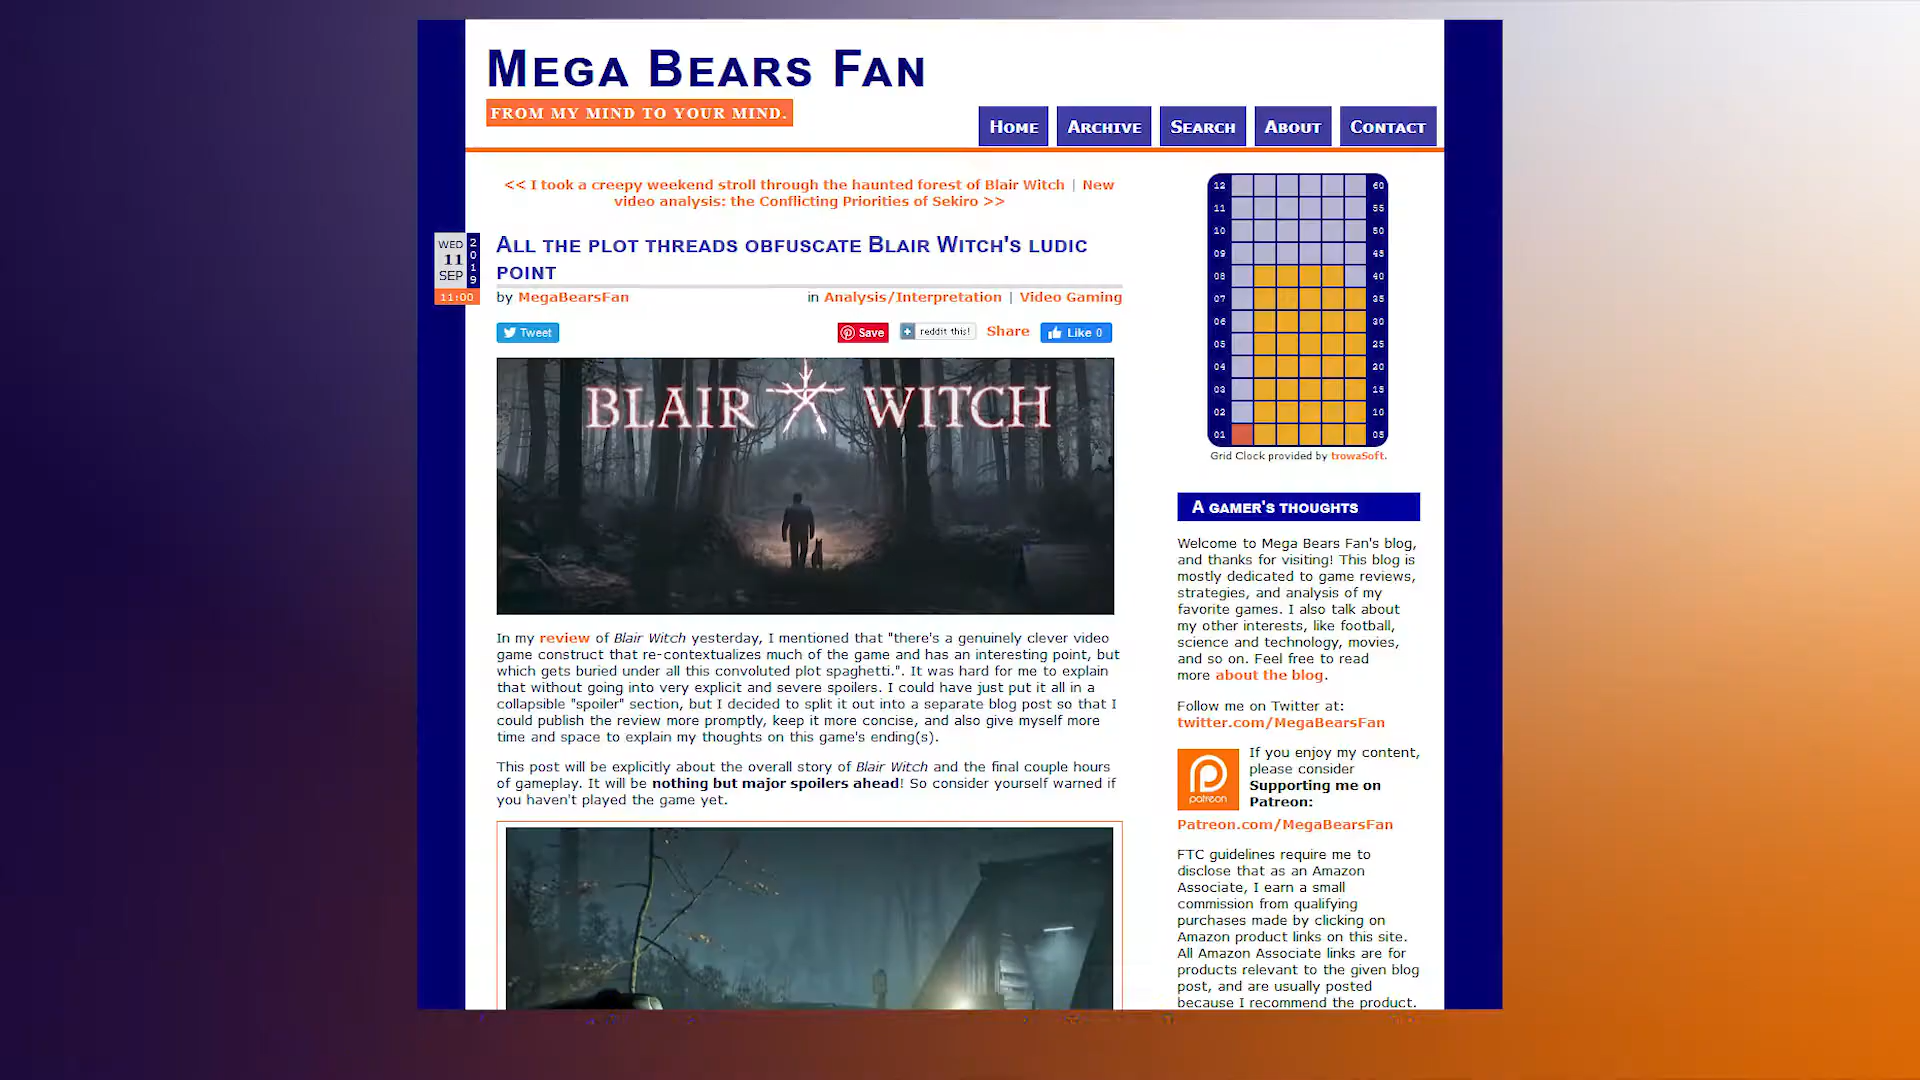 MEGA BEARS FAN
FROM MY MIND TO YOUR MIND.
HOME ARCHIVE SEARCH ABOUT CONTACT
<< I took a creepy weekend stroll through the haunted forest of Blair Witch | New
video analysis: the Conflicting Priorities of Sekiro >>
WED
11
SEP
2019
11:00
ALL THE PLOT THREADS OBFUSCATE BLAIR WITCH'S LUDIC
POINT
by MegaBearsFan
in Analysis/Interpretation | Video Gaming
Tweet
Save
reddit this!
Share
Like 0
BLAIR WITCH
In my review of Blair Witch yesterday, I mentioned that "there's a genuinely clever video
game construct that re-contextualizes much of the game and has an interesting point, but
which gets buried under all this convoluted plot spaghetti.". It was hard for me to explain
that without going into very explicit and severe spoilers. I could have just put it all in a
collapsible "spoiler" section, but I decided to split it out into a separate blog post so that I
could publish the review more promptly, keep it more concise, and also give myself more
time and space to explain my thoughts on this game's ending(s).
This post will be explicitly about the overall story of Blair Witch and the final couple hours
of gameplay. It will be nothing but major spoilers ahead! So consider yourself warned if
you haven't played the game yet.
12 60
11 55
10 50
09 45
08 40
07 35
06 30
05 25
04 20
03 15
02 10
01 05
Grid Clock provided by trowaSoft.
A GAMER'S THOUGHTS
Welcome to Mega Bears Fan's blog,
and thanks for visiting! This blog is
mostly dedicated to game reviews,
strategies, and analysis of my
favorite games. I also talk about
my other interests, like football,
science and technology, movies,
and so on. Feel free to read
more about the blog.
Follow me on Twitter at:
twitter.com/MegaBearsFan
patreon
If you enjoy my content,
please consider
Supporting me on
Patreon:
Patreon.com/MegaBearsFan
FTC guidelines require me to
disclose that as an Amazon
Associate, I earn a small
commission from qualifying
purchases made by clicking on
Amazon product links on this site.
All Amazon Associate links are for
products relevant to the given blog
post, and are usually posted
because I recommend the product.